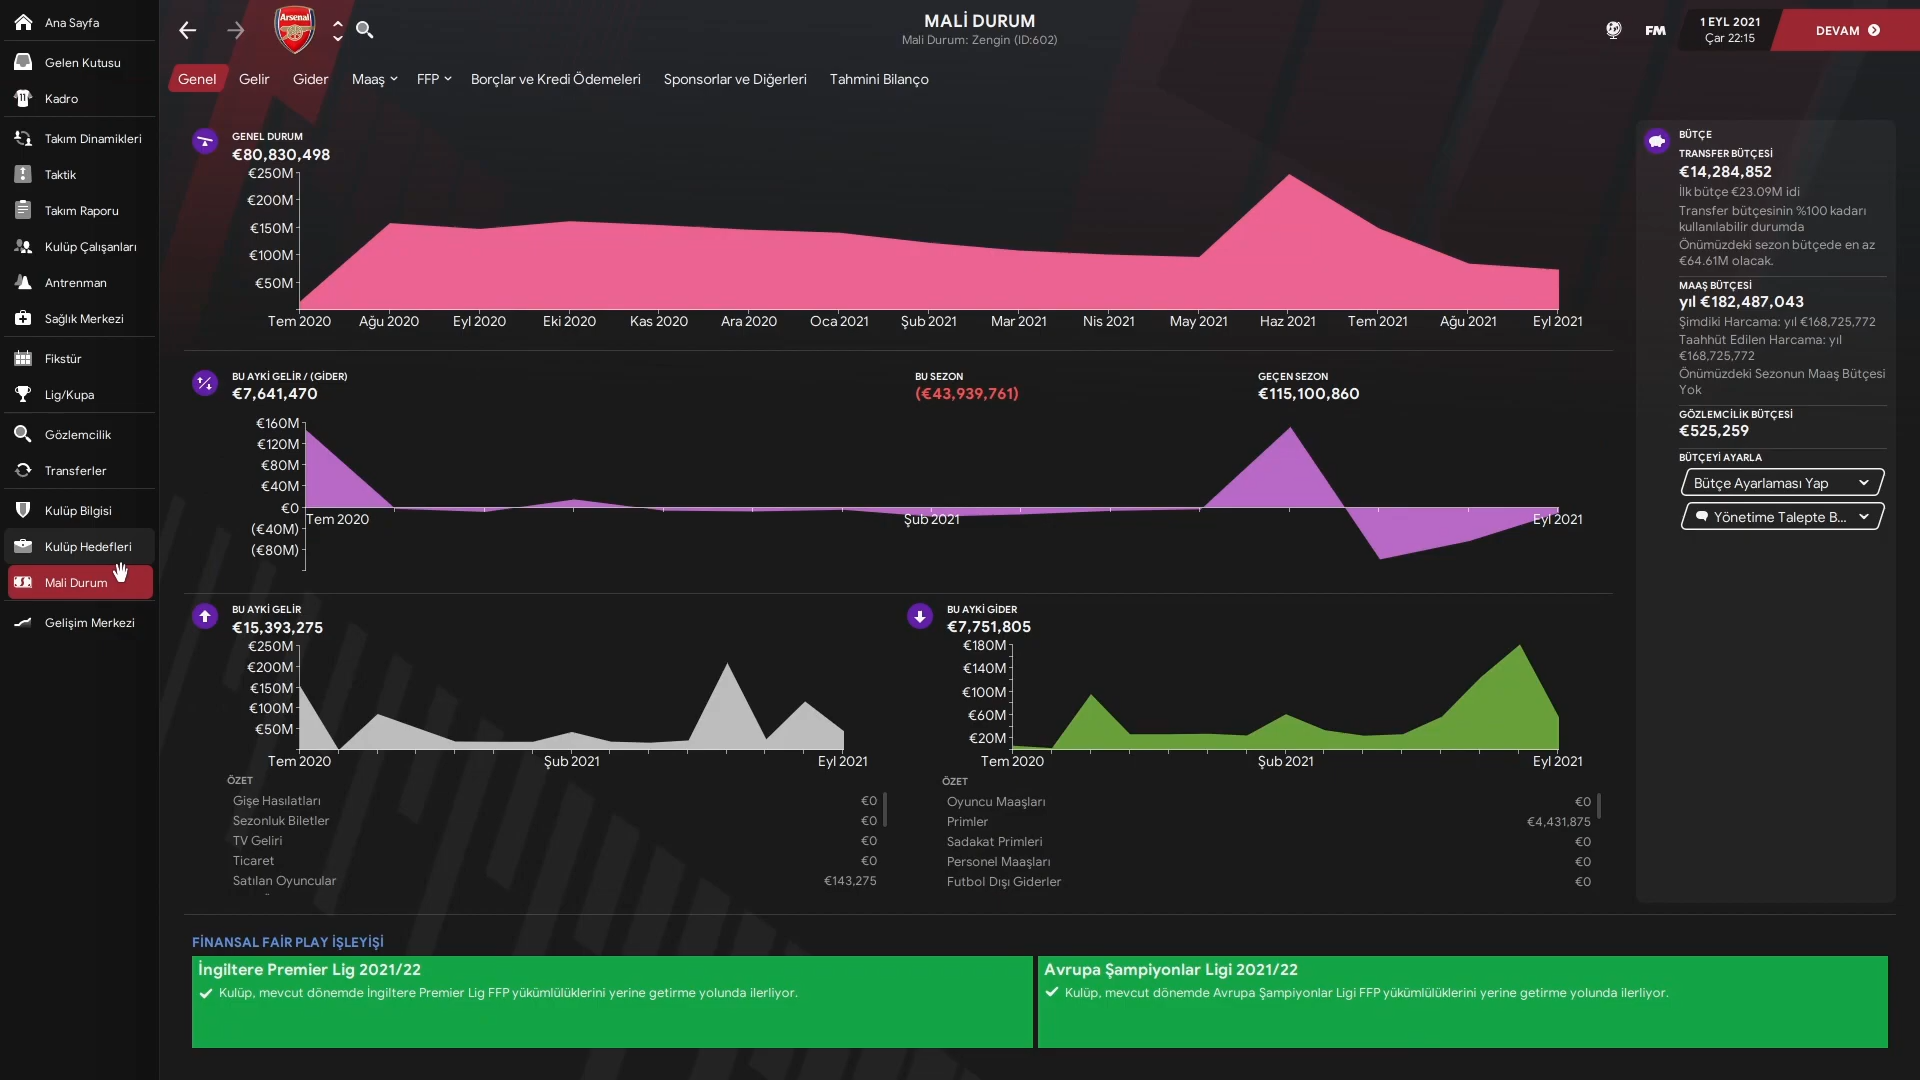 Ana Sayfa
Gelen Kutusu
Kadro
Takım Dinamikleri
Taktik
Takım Raporu
Kulüp Çalışanları
Antrenman
Sağlık Merkezi
Fikstür
Lig/Kupa
Gözlemcilik
Transferler
Kulüp Bilgisi
Kulüp Hedefleri
Mali Durum
Gelişim Merkezi
Arsenal
MALİ DURUM
Mali Durum: Zengin (ID:602)
FM
1 EYL 2021
Çar 22:15
DEVAM
Genel
Gelir
Gider
Maaş
FFP
Borçlar ve Kredi Ödemeleri
Sponsorlar ve Diğerleri
Tahmini Bilanço
GENEL DURUM
€80,830,498
€250M
€200M
€150M
€100M
€50M
Tem 2020 Ağu 2020 Eyl 2020 Eki 2020 Kas 2020 Ara 2020 Oca 2021 Şub 2021 Mar 2021 Nis 2021 May 2021 Haz 2021 Tem 2021 Ağu 2021 Eyl 2021
BU AYKİ GELİR / (GİDER)
€7,641,470
BU SEZON
(€43,939,761)
GEÇEN SEZON
€115,100,860
€160M
€120M
€80M
€40M
€0
(€40M)
(€80M)
Tem 2020 Şub 2021 Eyl 2021
BU AYKİ GELİR
€15,393,275
€250M
€200M
€150M
€100M
€50M
Tem 2020 Şub 2021 Eyl 2021
ÖZET
Gişe Hasılatları €0
Sezonluk Biletler €0
TV Geliri €0
Ticaret €0
Satılan Oyuncular €143,275
BU AYKİ GİDER
€7,751,805
€180M
€140M
€100M
€60M
€20M
Tem 2020 Şub 2021 Eyl 2021
ÖZET
Oyuncu Maaşları €0
Primler €4,431,875
Sadakat Primleri €0
Personel Maaşları €0
Futbol Dışı Giderler €0
BÜTÇE
TRANSFER BÜTÇESİ
€14,284,852
İlk bütçe €23.09M idi
Transfer bütçesinin %100 kadarı
kullanılabilir durumda
Önümüzdeki sezon bütçede en az
€64.61M olacak.
MAAŞ BÜTÇESİ
yıl €182,487,043
Şimdiki Harcama: yıl €168,725,772
Taahhüt Edilen Harcama: yıl
€168,725,772
Önümüzdeki Sezonun Maaş Bütçesi
Yok
GÖZLEMCİLİK BÜTÇESİ
€525,259
BÜTÇEYİ AYARLA
Bütçe Ayarlaması Yap
Yönetime Talepte B...
FİNANSAL FAİR PLAY İŞLEYİŞİ
İngiltere Premier Lig 2021/22
Kulüp, mevcut dönemde İngiltere Premier Lig FFP yükümlülüklerini yerine getirme yolunda ilerliyor.
Avrupa Şampiyonlar Ligi 2021/22
Kulüp, mevcut dönemde Avrupa Şampiyonlar Ligi FFP yükümlülüklerini yerine getirme yolunda ilerliyor.